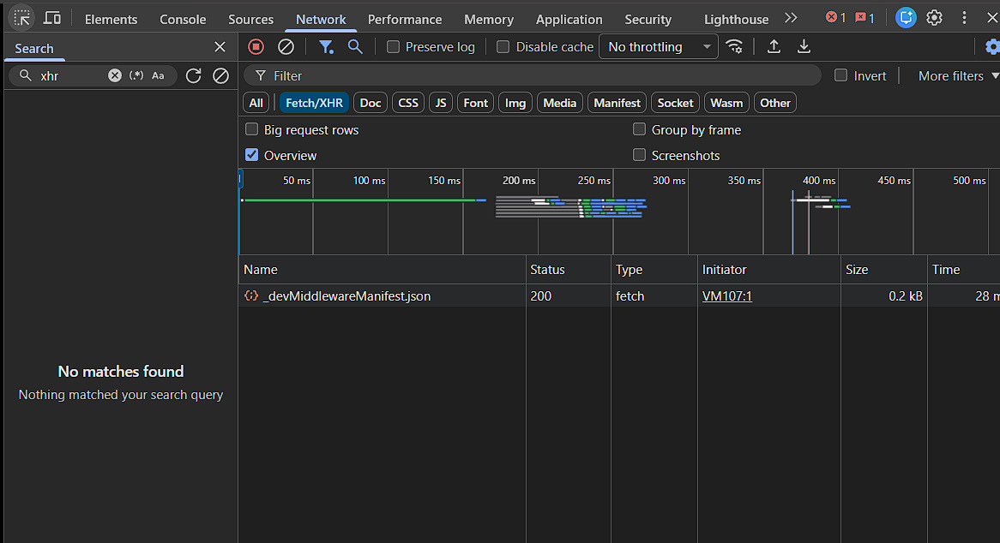 Elements Console Sources Network Performance Memory Application Security Lighthouse 1 1
Search
Preserve log Disable cache No throttling
xhr (.*) Aa
Filter Invert More filters
All Fetch/XHR Doc CSS JS Font Img Media Manifest Socket Wasm Other
Big request rows Group by frame
Overview Screenshots
50 ms 100 ms 150 ms 200 ms 250 ms 300 ms 350 ms 400 ms 450 ms 500 ms
Name Status Type Initiator Size Time
_devMiddlewareManifest.json 200 fetch VM107:1 0.2 kB 28 m
No matches found
Nothing matched your search query